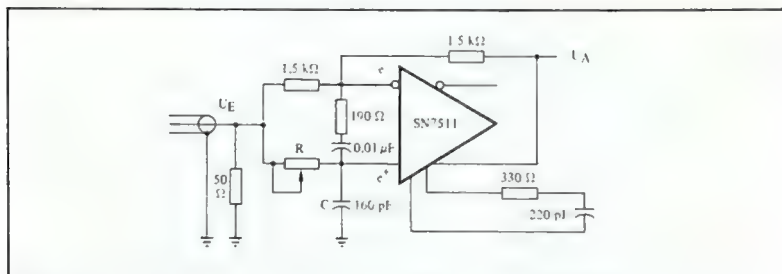 1.5 kΩ
U_A
1.5 kΩ
e⁻
U_E
190 Ω
SN7511
0,01 μF
R
50 Ω
e⁺
330 Ω
C
160 pF
220 pF